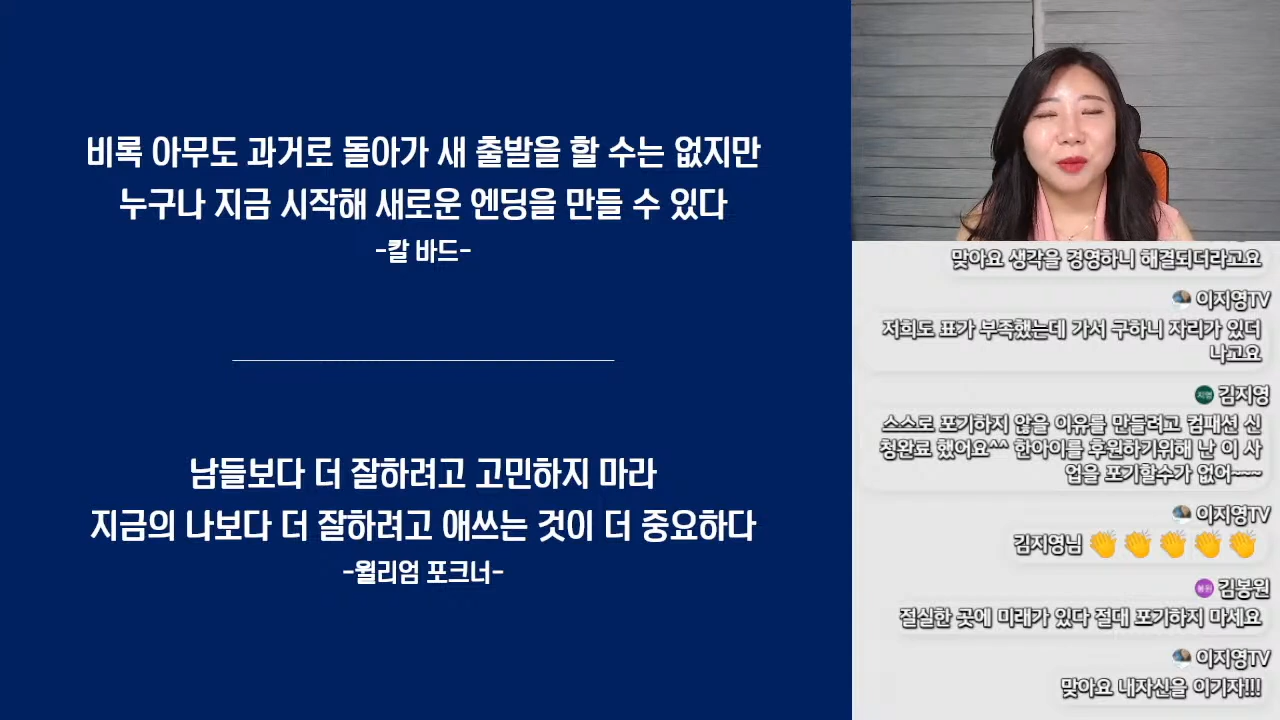 비록 아무도 과거로 돌아가 새 출발을 할 수는 없지만
누구나 지금 시작해 새로운 엔딩을 만들 수 있다
-칼 바드-
남들보다 더 잘하려고 고민하지 마라
지금의 나보다 더 잘하려고 애쓰는 것이 더 중요하다
-윌리엄 포크너-
맞아요 생각을 경영하니 해결되더라고요
이지영TV
저희도 표가 부족했는데 가서 구하니 자리가 있더
나고요
지영 김지영
스스로 포기하지 않을 이유를 만들려고 컴패션 신
청완료 했어요^^ 한아이를 후원하기위해 난 이 사
업을 포기할수가 없어~~~
이지영TV
김지영님 👏 👏 👏 👏 👏
봉원 김봉원
절실한 곳에 미래가 있다 절대 포기하지 마세요
이지영TV
맞아요 내자신을 이기자!!!